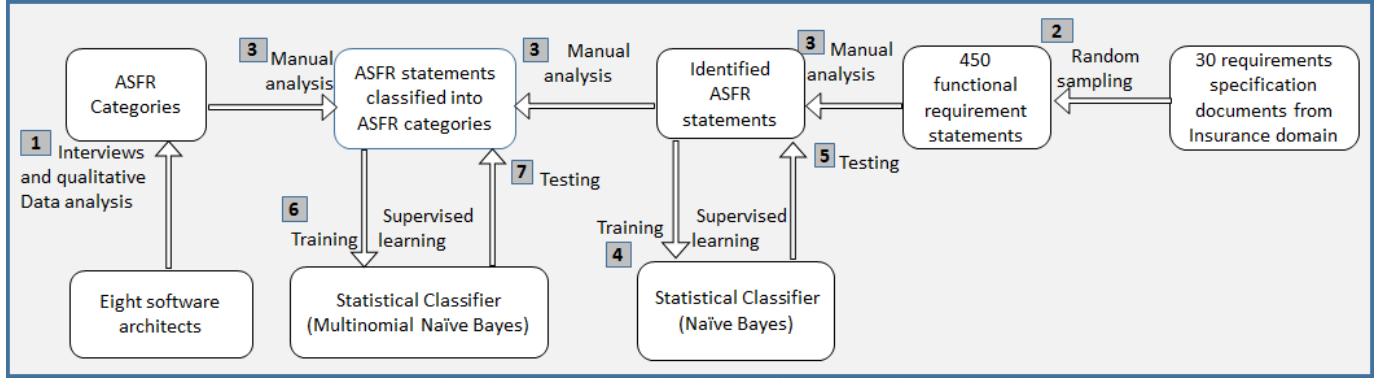 3
Manual
analysis
3
Manual
analysis
3
Manual
analysis
2
Random
sampling
ASFR
Categories
ASFR statements
classified into
ASFR categories
Identified
ASFR
statements
450
functional
requirement
statements
30 requirements
specification
documents from
Insurance domain
1
Interviews
and qualitative
Data analysis
7
Testing
5
Testing
6
Training
Supervised
learning
Training
4
Supervised
learning
Eight software
architects
Statistical Classifier
(Multinomial Naïve Bayes)
Statistical Classifier
(Naïve Bayes)